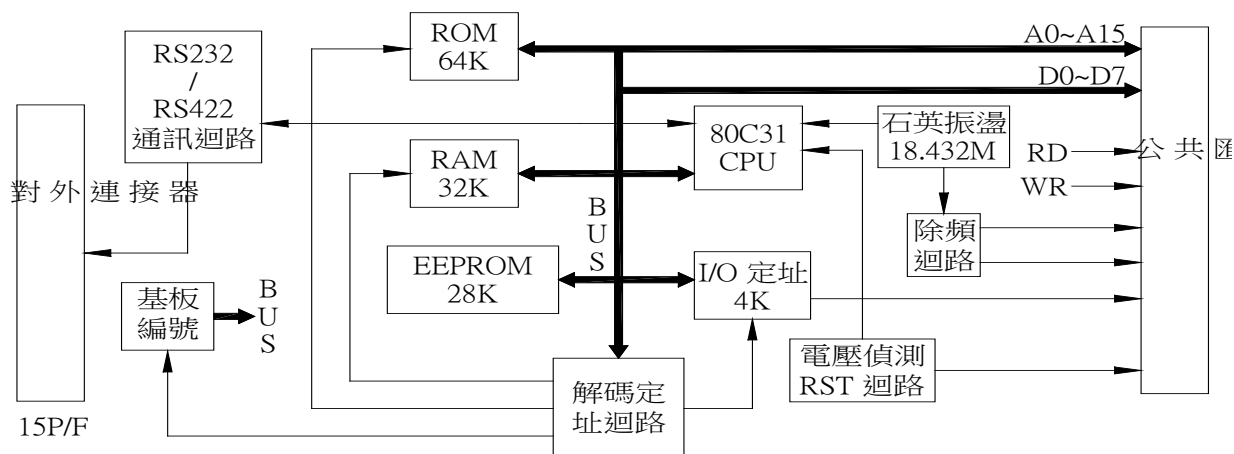 RS232
/
RS422
通訊迴路
對外連接器
15P/F
基板
編號
BUS
ROM
64K
RAM
32K
EEPROM
28K
BUS
80C31
CPU
I/O 定址
4K
解碼定
址迴路
石英振盪
18.432M
除頻
迴路
電壓偵測
RST 迴路
A0~A15
D0~D7
RD
WR
公共匯